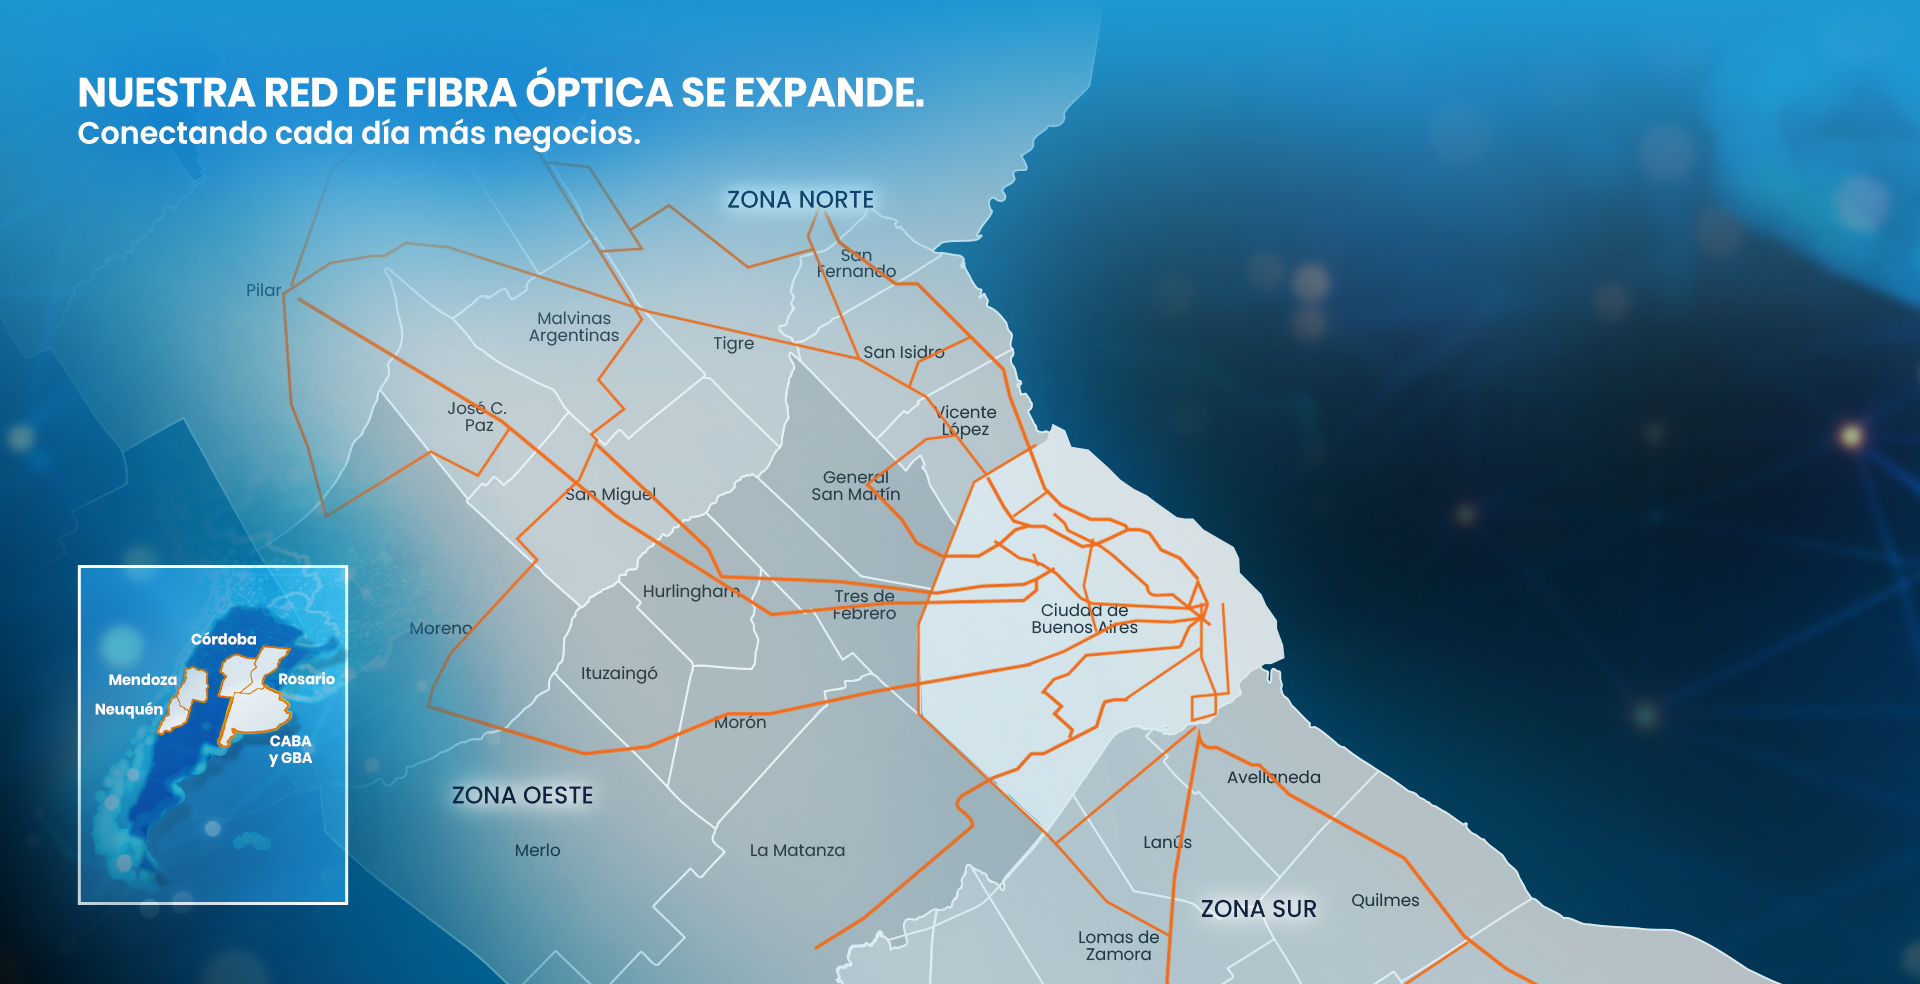 NUESTRA RED DE FIBRA ÓPTICA SE EXPANDE.
Conectando cada día más negocios.
ZONA NORTE
San
Fernando
Pilar
Malvinas
Argentinas
Tigre
San Isidro
José C.
Paz
Vicente
López
General
San Martín
San Miguel
Hurlingham
Tres de
Febrero
Ciudad de
Buenos Aires
Moreno
Ituzaingó
Morón
ZONA OESTE
Merlo
La Matanza
Avellaneda
Lanús
ZONA SUR
Quilmes
Lomas de
Zamora
Córdoba
Mendoza
Rosario
Neuquén
CABA
y GBA